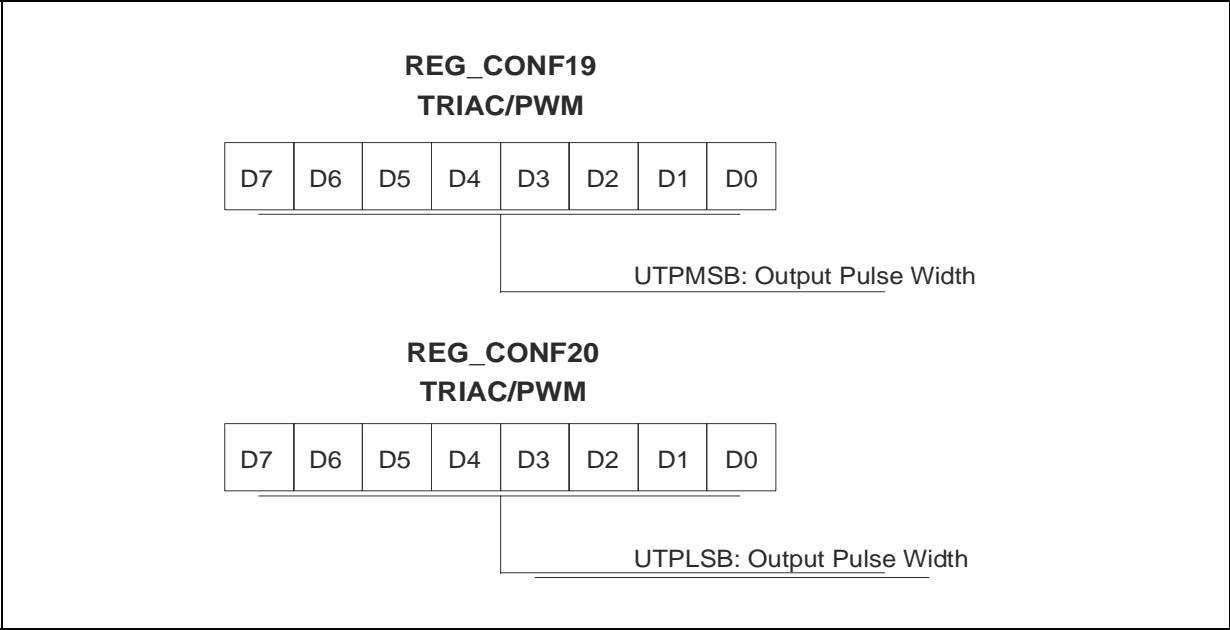 REG_CONF19
TRIAC/PWM
D7 D6 D5 D4 D3 D2 D1 D0
UTPMSB: Output Pulse Width
REG_CONF20
TRIAC/PWM
D7 D6 D5 D4 D3 D2 D1 D0
UTPLSB: Output Pulse Width